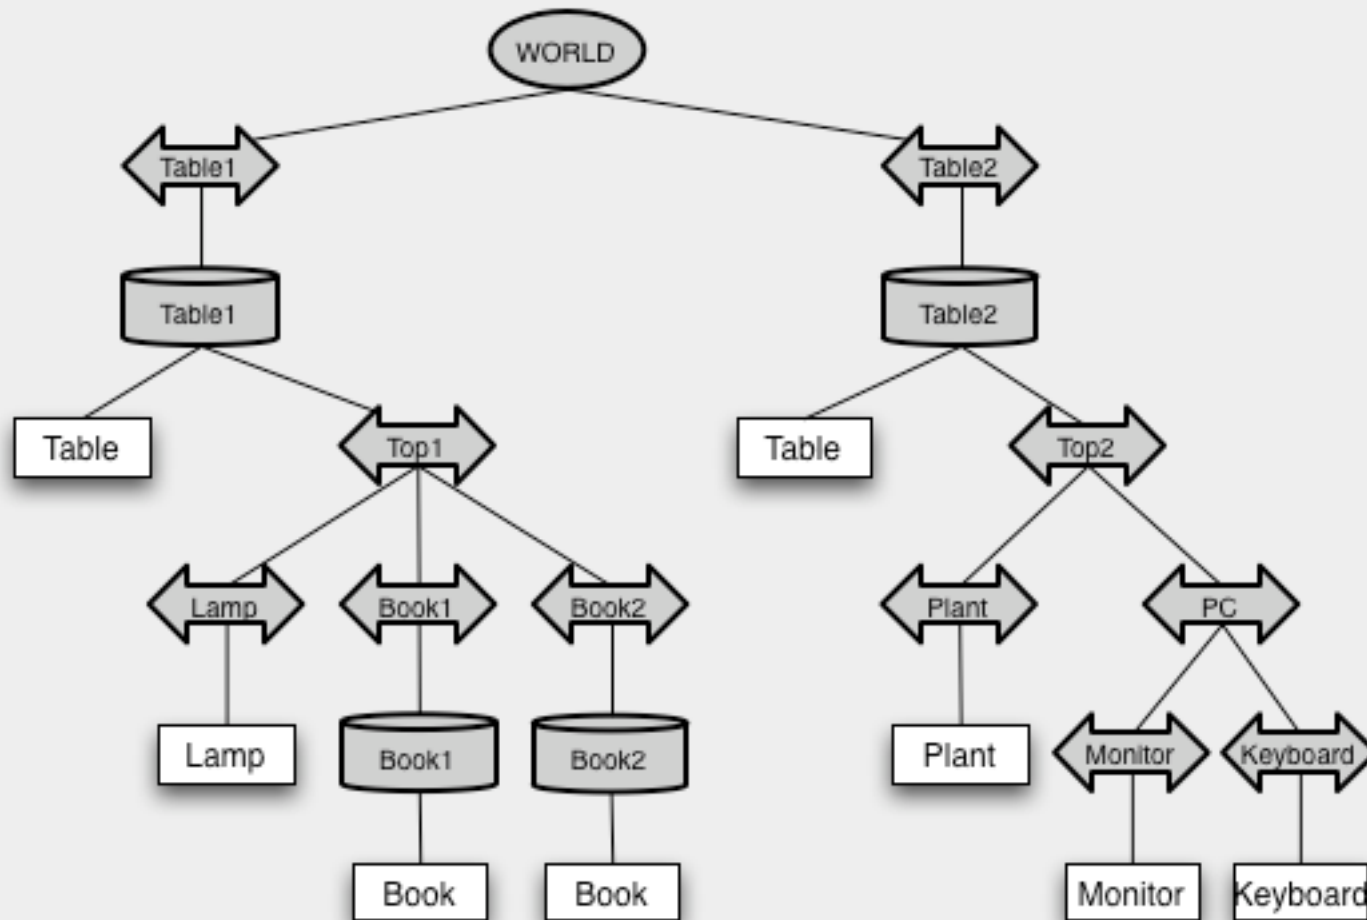 WORLD
Table1
Table2
Table1
Table2
Table
Top1
Table
Top2
Lamp
Book1
Book2
Plant
PC
Lamp
Book1
Book2
Plant
Monitor
Keyboard
Book
Book
Monitor
Keyboard